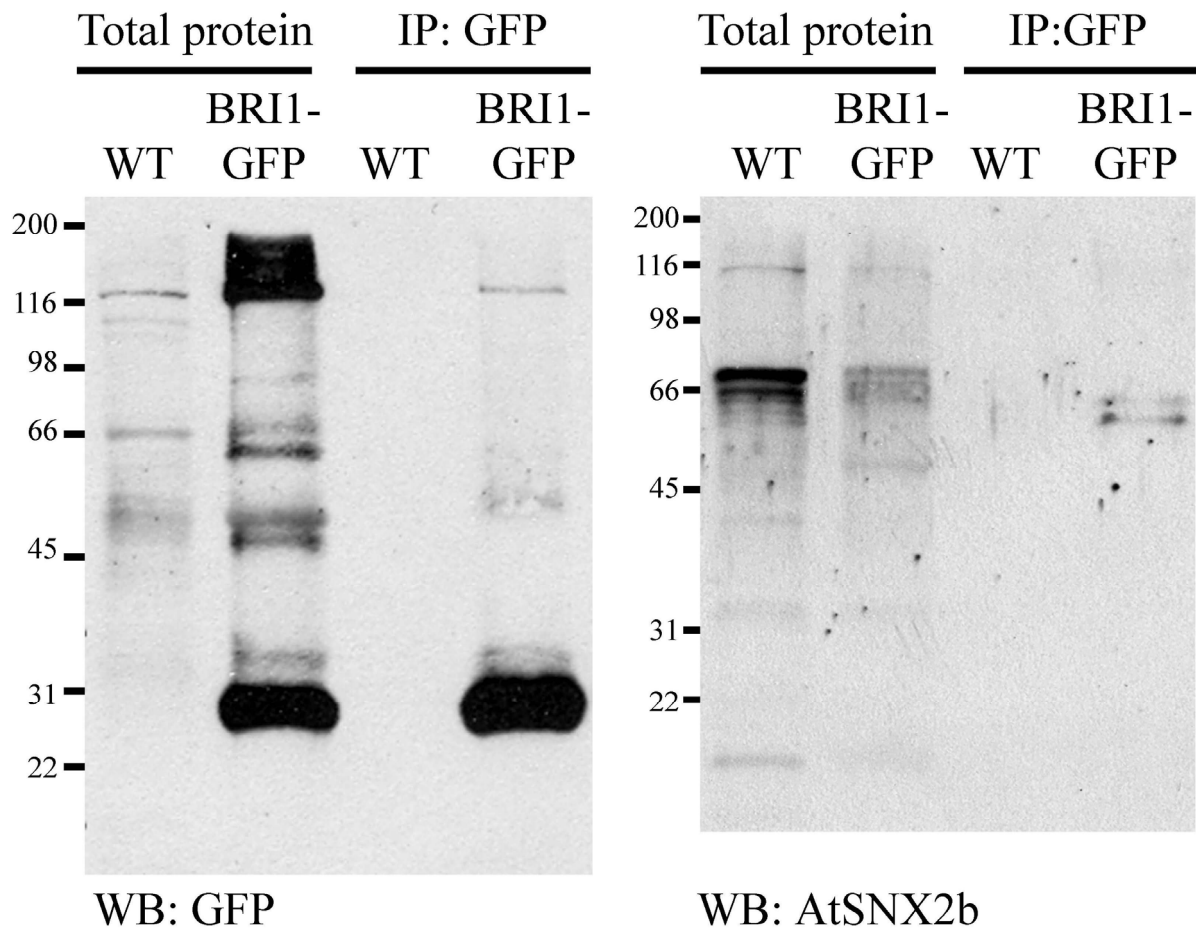 Total protein
IP: GFP
WT
BRI1-
GFP
WT
BRI1-
GFP
200
116
98
66
45
31
22
WB: GFP
Total protein
IP:GFP
WT
BRI1-
GFP
WT
BRI1-
GFP
200
116
98
66
45
31
22
WB: AtSNX2b